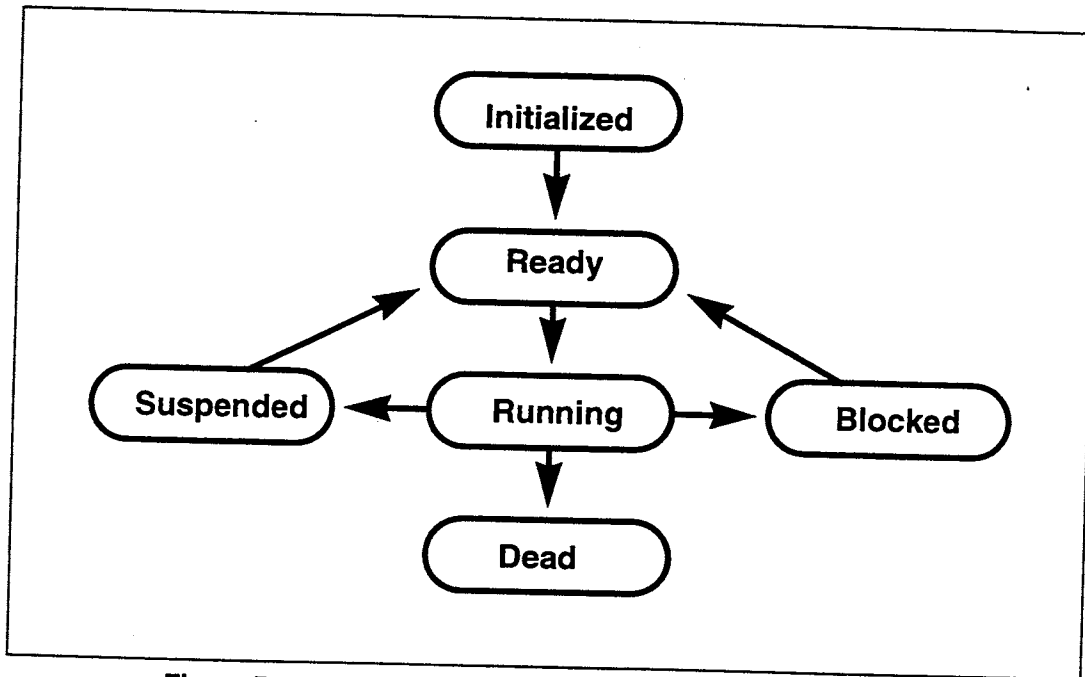 Initialized
Ready
Suspended
Running
Blocked
Dead